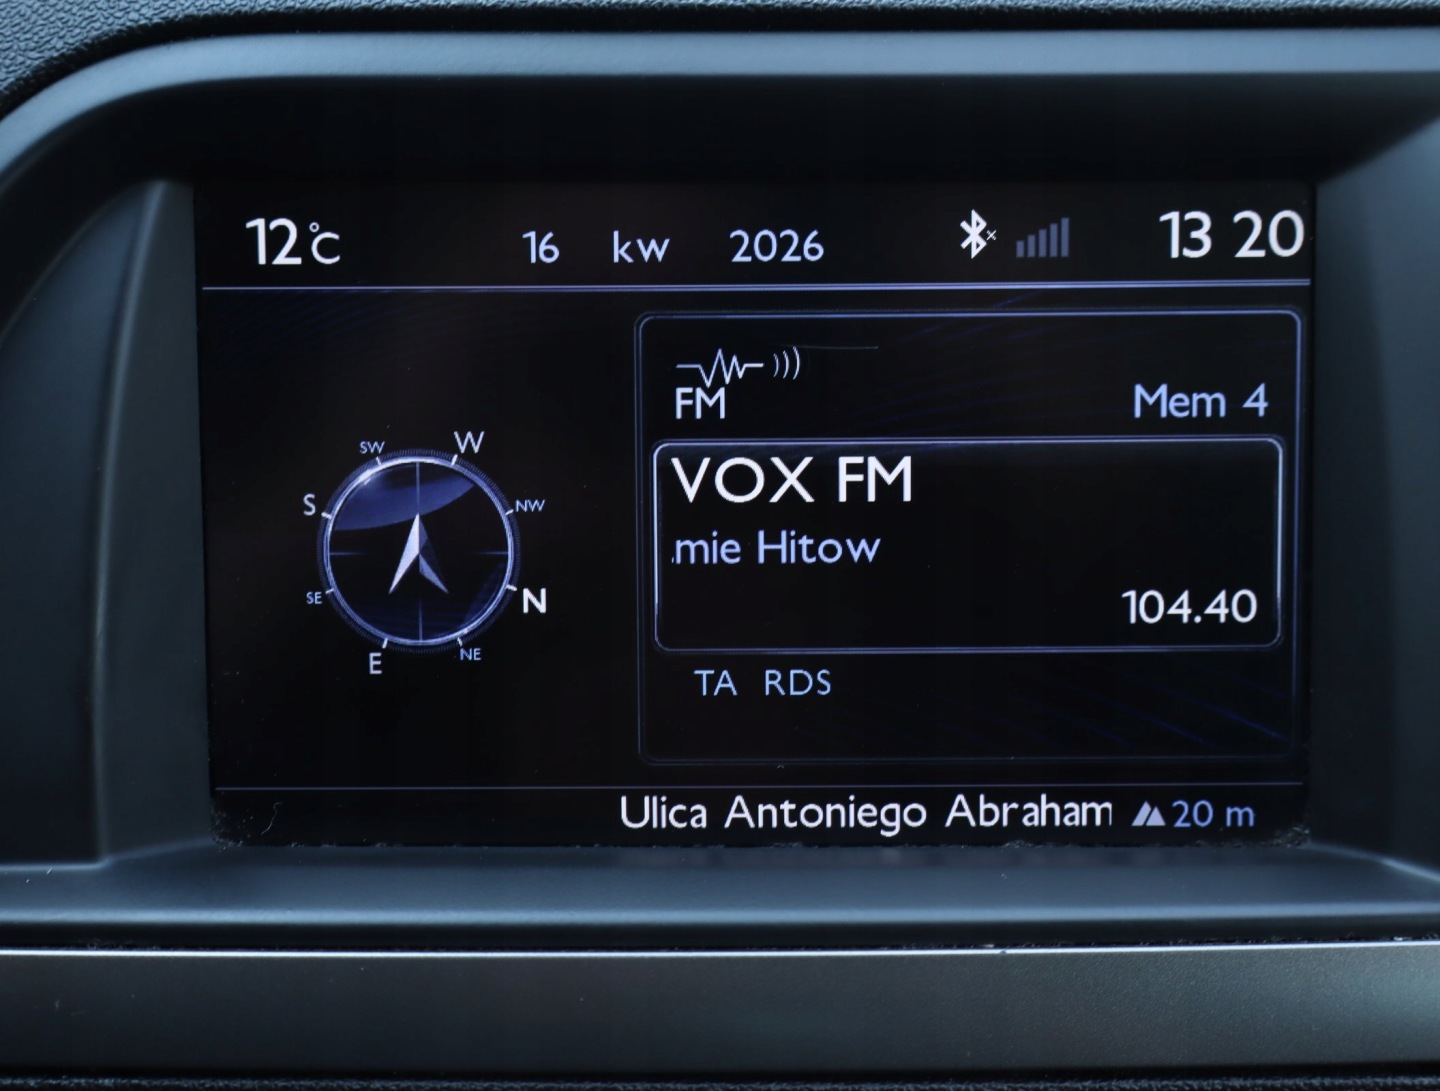 12°C 16 kw 2026 13 20
FM
Mem 4
VOX FM
mie Hitow
104.40
TA RDS
SW W
S NW
SE N
E NE
Ulica Antoniego Abraham 20 m